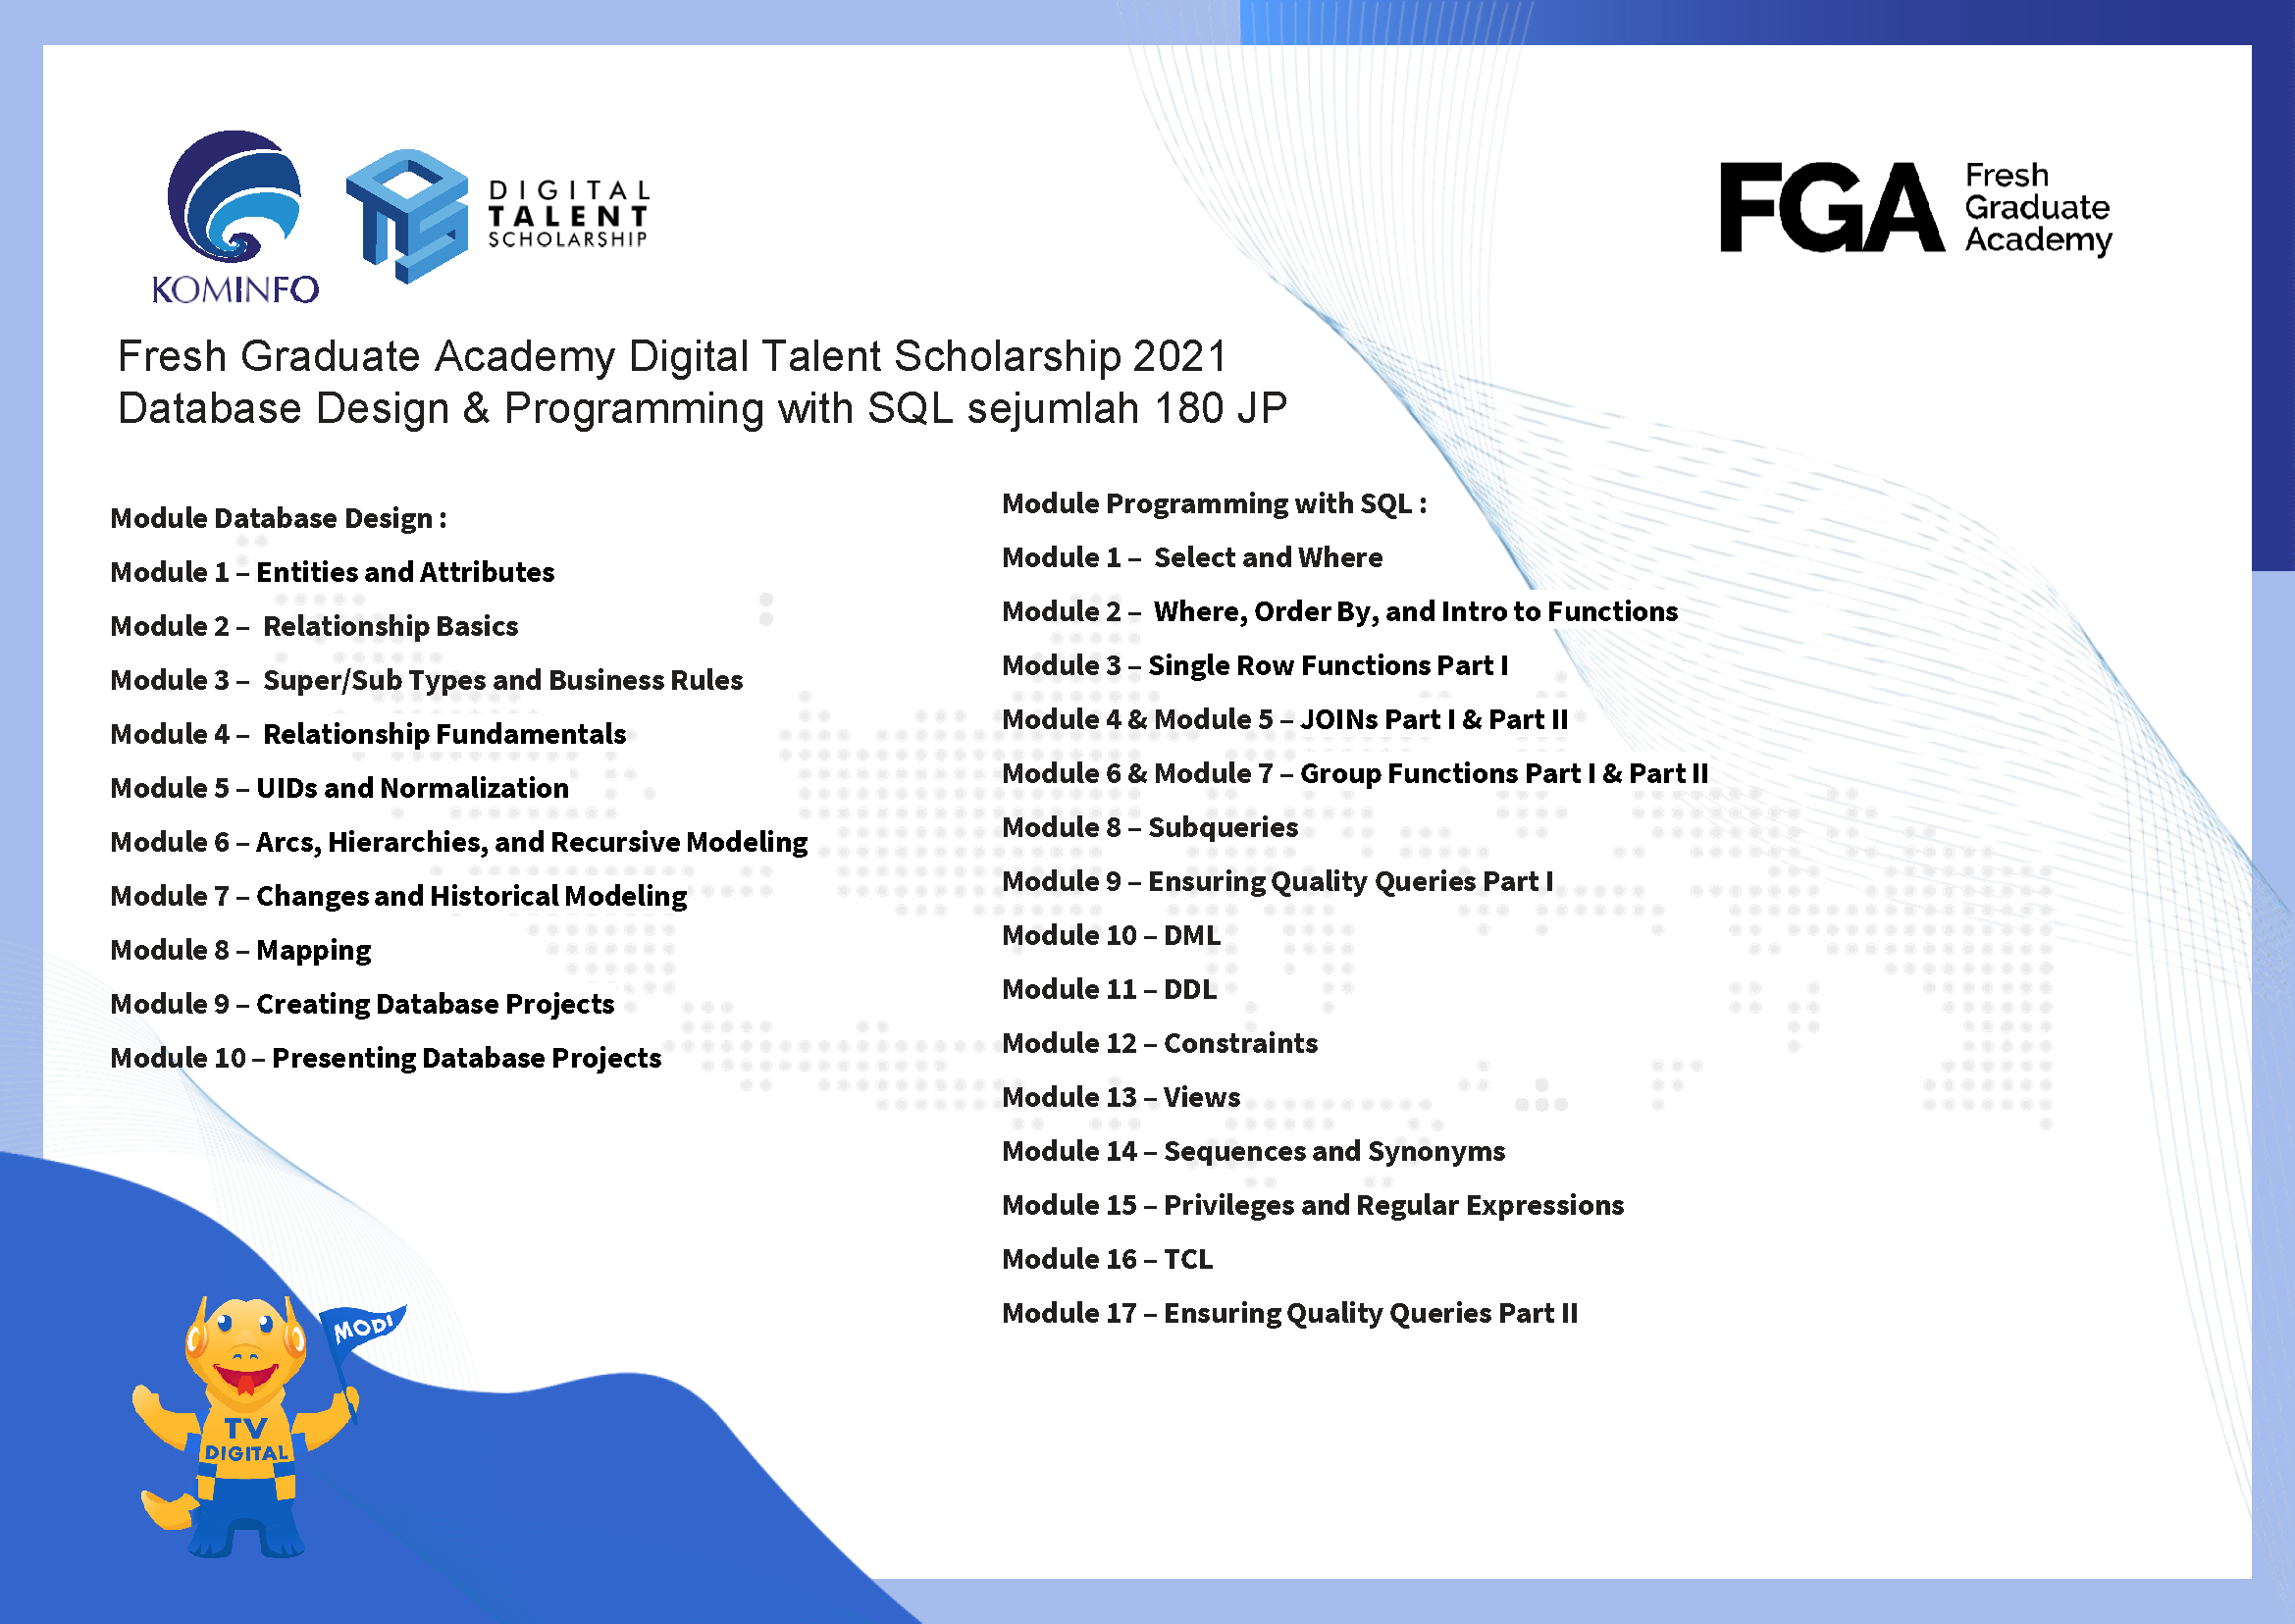 KOMINFO
DIGITAL
TALENT
SCHOLARSHIP
FGA
Fresh
Graduate
Academy
Fresh Graduate Academy Digital Talent Scholarship 2021
Database Design & Programming with SQL sejumlah 180 JP
Module Database Design :
Module 1 – Entities and Attributes
Module 2 – Relationship Basics
Module 3 – Super/Sub Types and Business Rules
Module 4 – Relationship Fundamentals
Module 5 – UIDs and Normalization
Module 6 – Arcs, Hierarchies, and Recursive Modeling
Module 7 – Changes and Historical Modeling
Module 8 – Mapping
Module 9 – Creating Database Projects
Module 10 – Presenting Database Projects
Module Programming with SQL :
Module 1 – Select and Where
Module 2 – Where, Order By, and Intro to Functions
Module 3 – Single Row Functions Part I
Module 4 & Module 5 – JOINs Part I & Part II
Module 6 & Module 7 – Group Functions Part I & Part II
Module 8 – Subqueries
Module 9 – Ensuring Quality Queries Part I
Module 10 – DML
Module 11 – DDL
Module 12 – Constraints
Module 13 – Views
Module 14 – Sequences and Synonyms
Module 15 – Privileges and Regular Expressions
Module 16 – TCL
Module 17 – Ensuring Quality Queries Part II
MODI
TV
DIGITAL